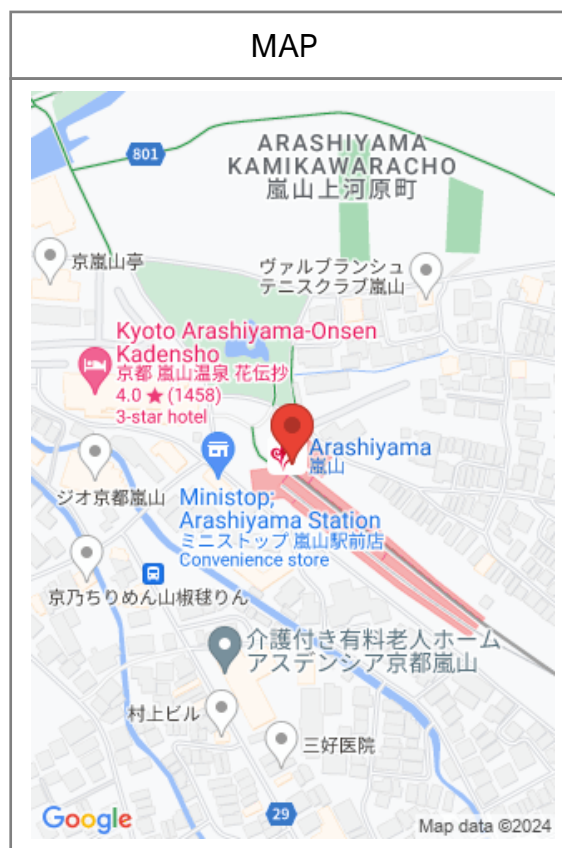 MAP
801
ARASHIYAMA
KAMIKAWARACHO
嵐山上河原町
京嵐山亭
ヴァルブランシュ
テニスクラブ嵐山
Kyoto Arashiyama-Onsen
Kadensho
京都 嵐山温泉 花伝抄
4.0 ★ (1458)
3-star hotel
Arashiyama
嵐山
ジオ京都嵐山
Ministop;
Arashiyama Station
ミニストップ 嵐山駅前店
Convenience store
京乃ちりめん山椒毬りん
介護付き有料老人ホーム
アスデンシア京都嵐山
村上ビル
三好医院
29
Google
Map data ©2024